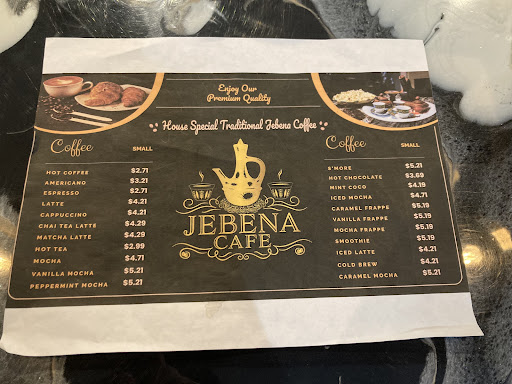 Enjoy Our
Premium Quality
House Special Traditional Jebena Coffee
Coffee SMALL
HOT COFFEE $2.71
AMERICANO $3.21
ESPRESSO $2.71
LATTE $4.21
CAPPUCCINO $4.21
CHAI TEA LATTE $4.29
MATCHA LATTE $4.29
HOT TEA $2.99
MOCHA $4.71
VANILLA MOCHA $5.21
PEPPERMINT MOCHA $5.21
JEBENA
CAFE
Coffee SMALL
S'MORE $5.21
HOT CHOCOLATE $3.69
MINT COCO $4.19
ICED MOCHA $4.71
CARAMEL FRAPPE $5.19
VANILLA FRAPPE $5.19
MOCHA FRAPPE $5.19
SMOOTHIE $5.19
ICED LATTE $4.21
COLD BREW $4.21
CARAMEL MOCHA $5.21